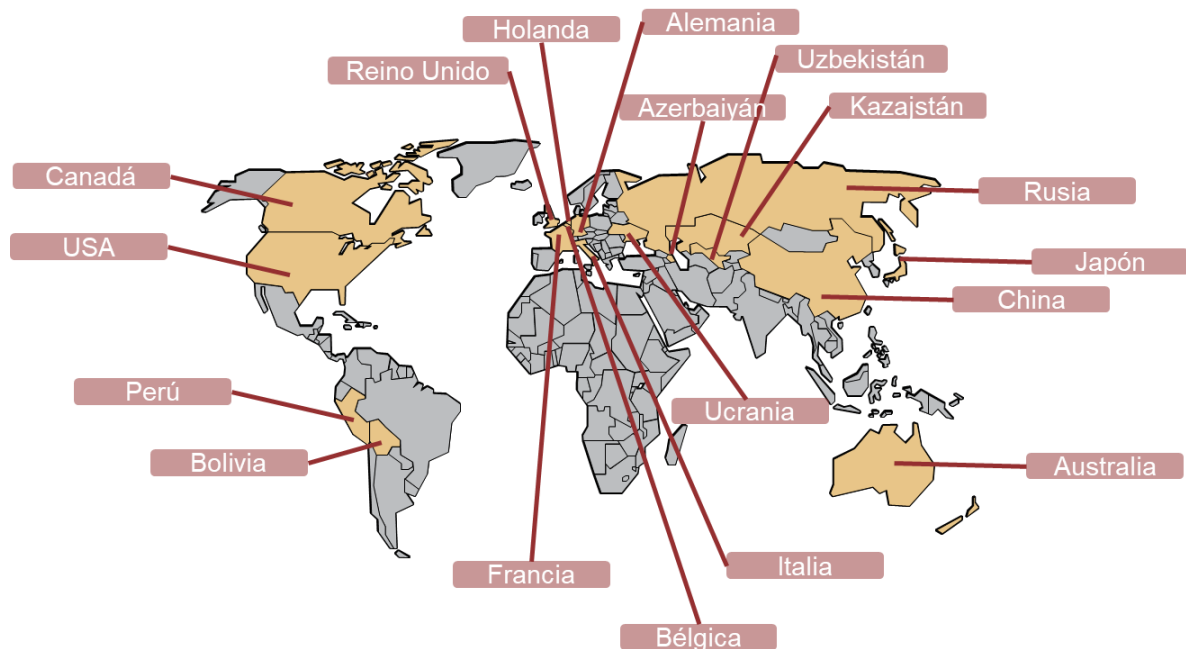 Holanda
Alemania
Reino Unido
Uzbekistán
Azerbaiyán
Kazajstán
Canadá
Rusia
USA
Japón
China
Perú
Ucrania
Bolivia
Australia
Francia
Italia
Bélgica